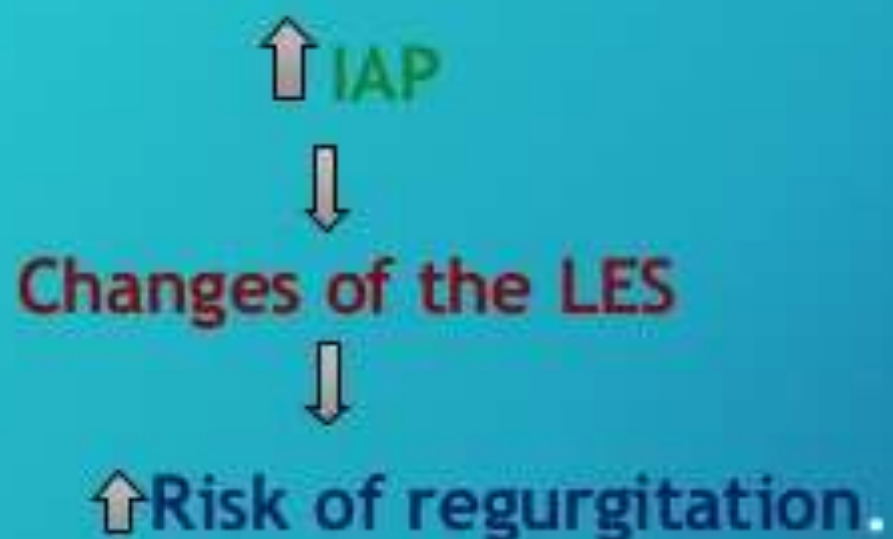 IAP
Changes of the LES
Risk of regurgitation.